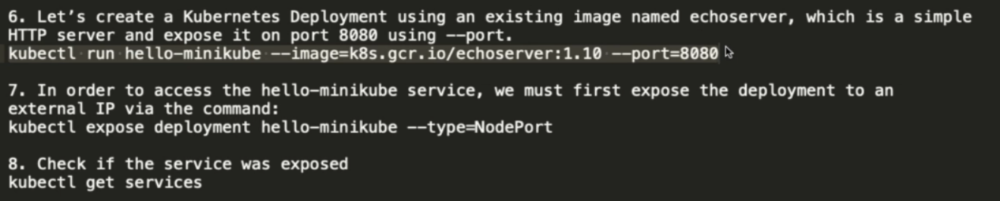 6. Let's create a Kubernetes Deployment using an existing image named echoserver, which is a simple
HTTP server and expose it on port 8080 using --port.
kubectl run hello-minikube --image=k8s.gcr.io/echoserver:1.10 --port=8080
7. In order to access the hello-minikube service, we must first expose the deployment to an
external IP via the command:
kubectl expose deployment hello-minikube --type=NodePort
8. Check if the service was exposed
kubectl get services